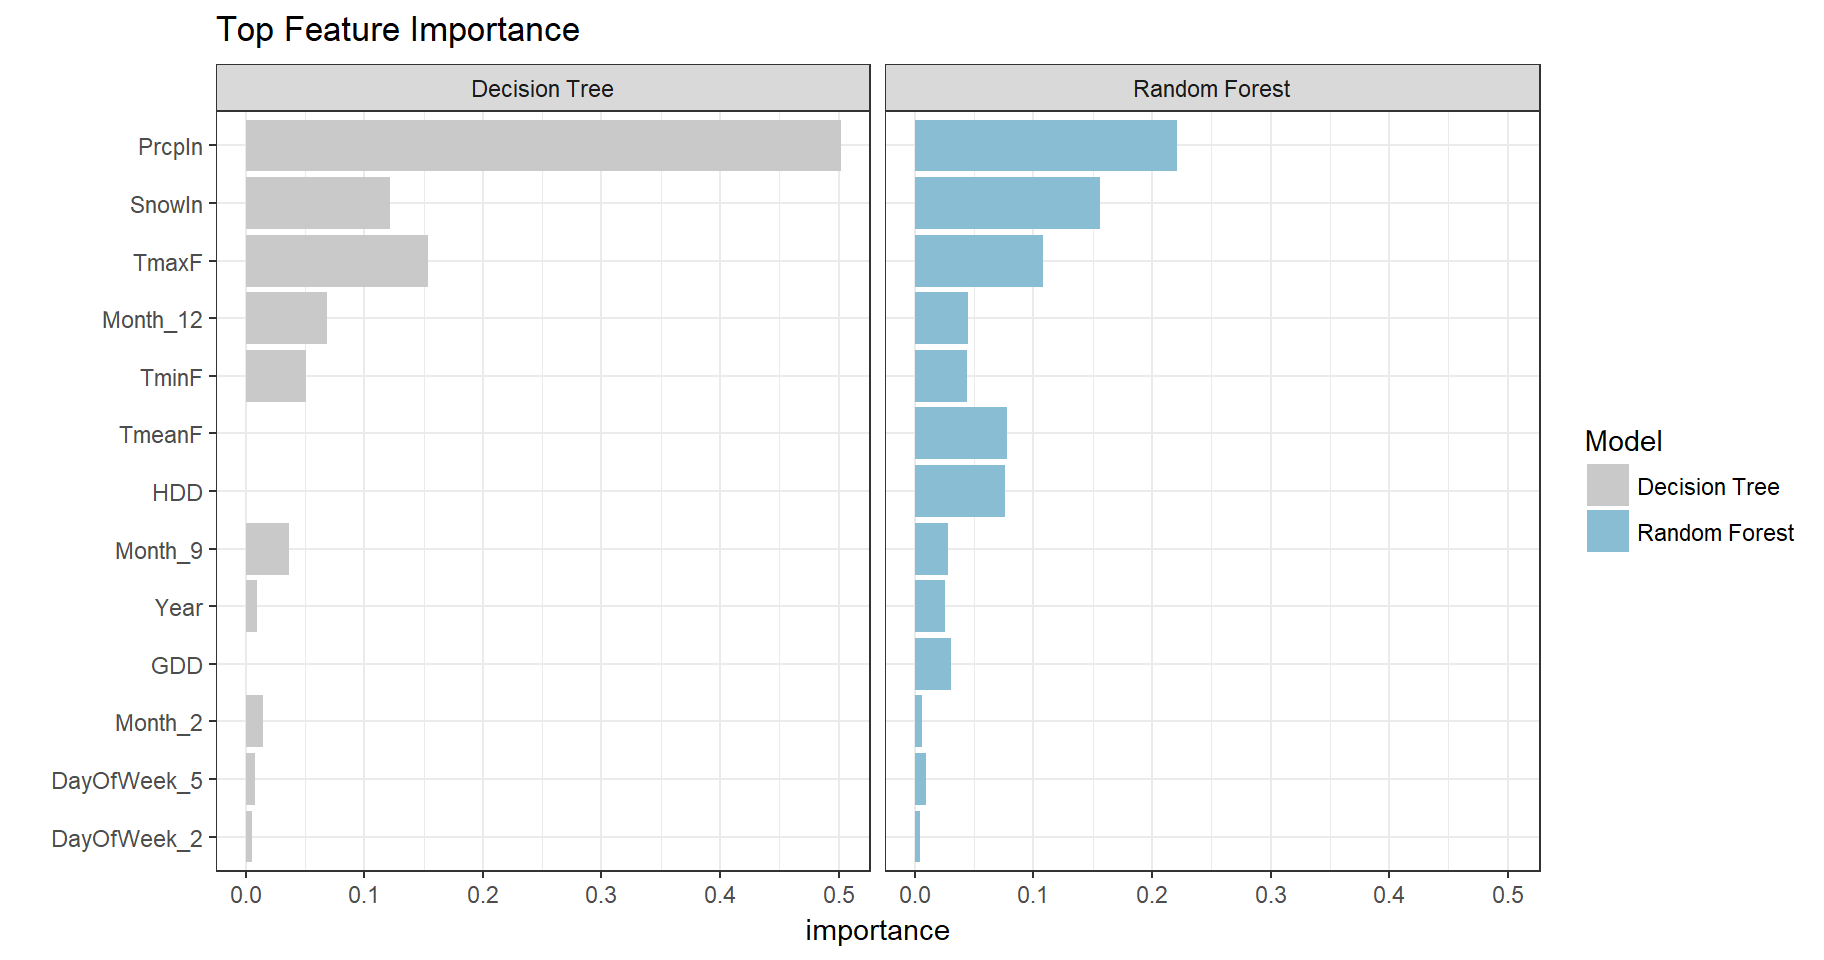 Top Feature Importance
Decision Tree
Random Forest
PrcpIn
SnowIn
TmaxF
Month_12
TminF
TmeanF
HDD
Month_9
Year
GDD
Month_2
DayOfWeek_5
DayOfWeek_2
0.0 0.1 0.2 0.3 0.4 0.5
0.0 0.1 0.2 0.3 0.4 0.5
importance
Model
Decision Tree
Random Forest